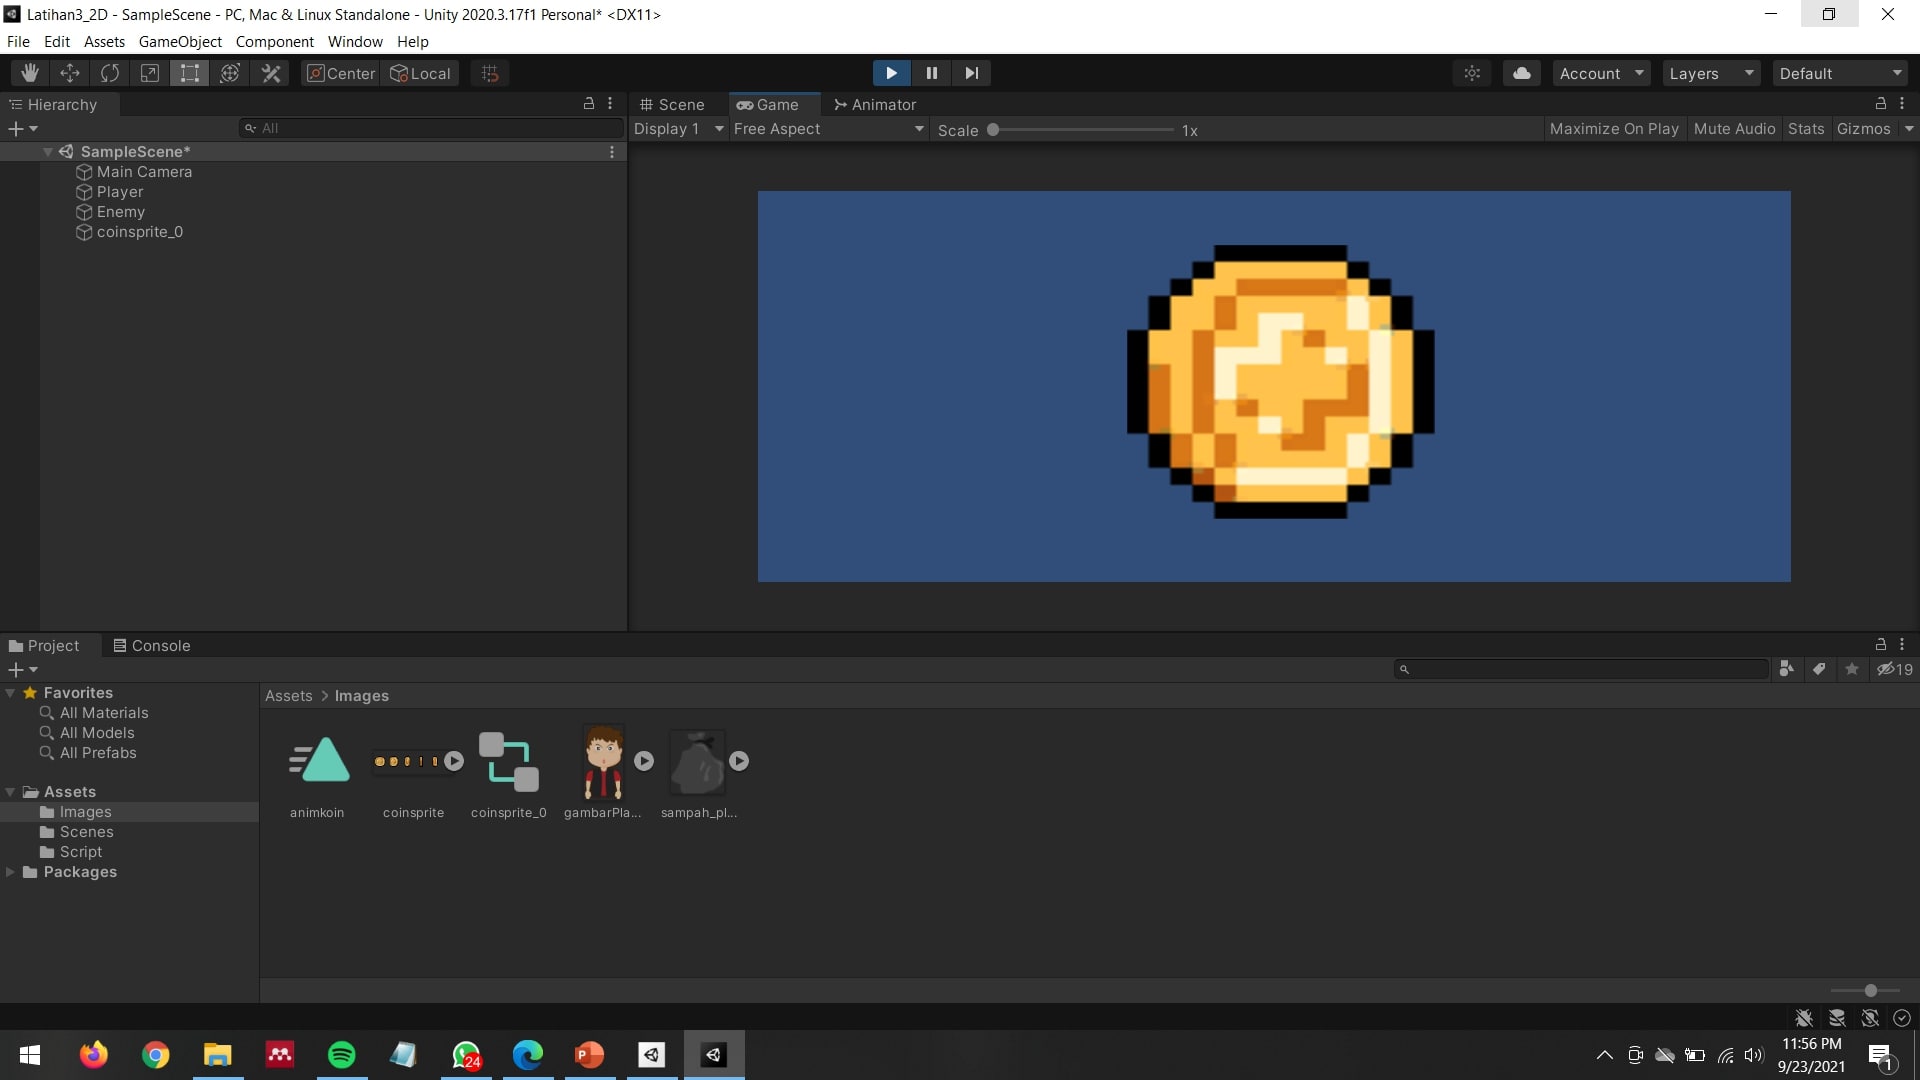 Latihan3_2D - SampleScene - PC, Mac & Linux Standalone - Unity 2020.3.17f1 Personal* <DX11>
File Edit Assets GameObject Component Window Help
Center Local Account Layers Default
Hierarchy
All
SampleScene*
Main Camera
Player
Enemy
coinsprite_0
Scene Game Animator
Display 1 Free Aspect Scale 1x Maximize On Play Mute Audio Stats Gizmos
Project Console
19
Favorites
All Materials
All Models
All Prefabs
Assets
Images
Scenes
Script
Packages
Assets > Images
animkoin coinsprite coinsprite_0 gambarPla... sampah_pl...
24
P
11:56 PM
9/23/2021
1